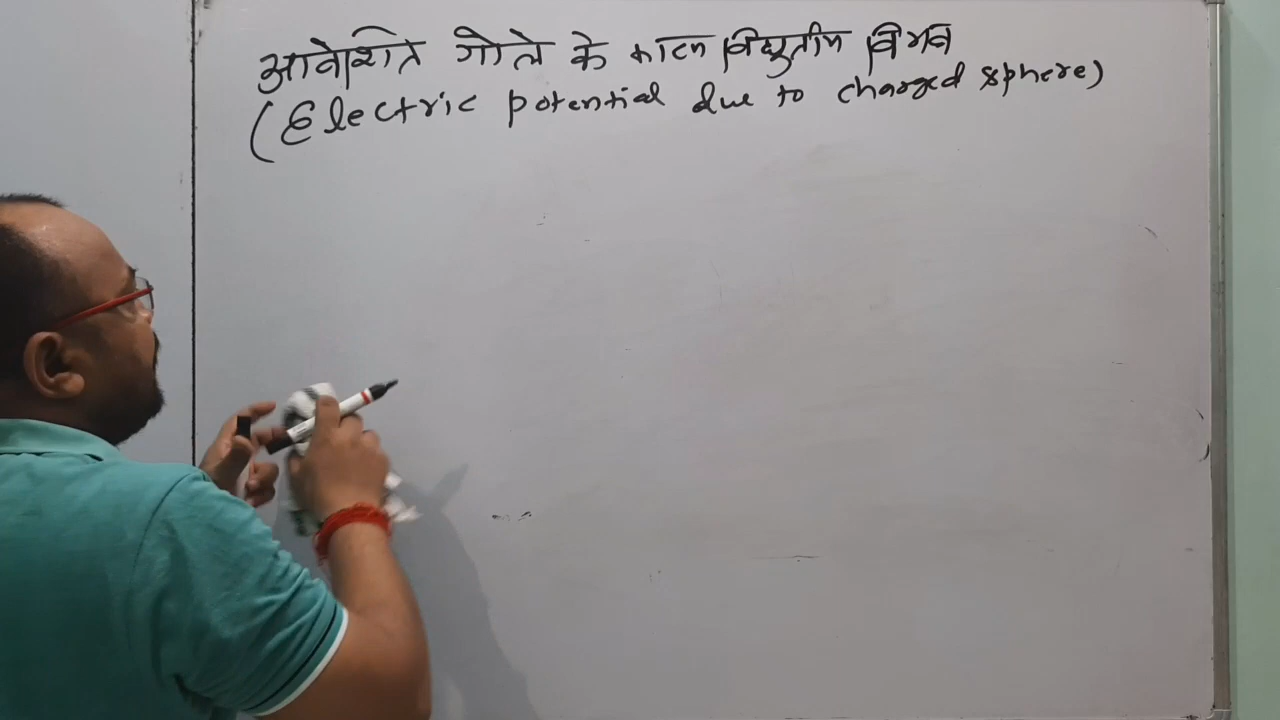 आवेशित गोले के कारण विद्युतीय विभव
(Electric potential due to charged sphere)